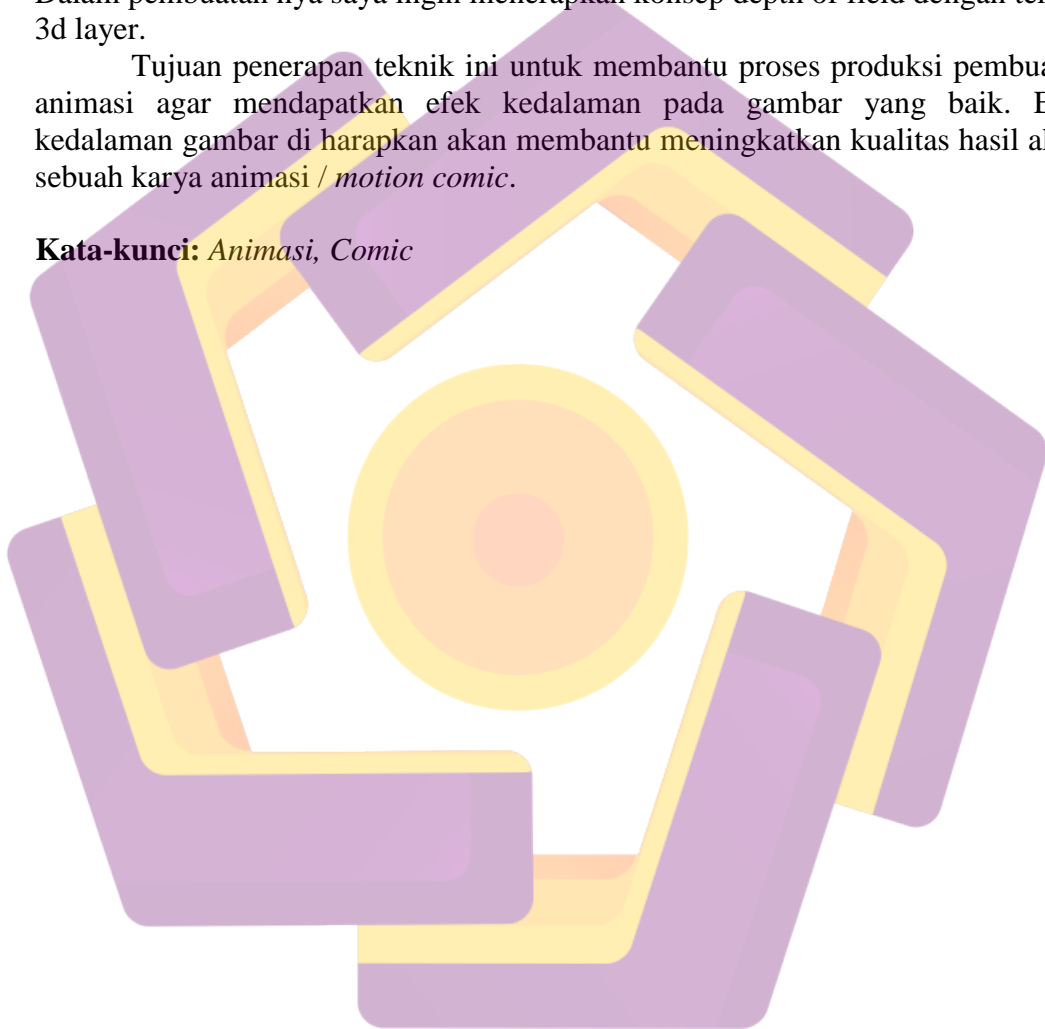 Dalam pembuatan nya saya ingin menerapkan konsep depth of field dengan
3d layer.
Tujuan penerapan teknik ini untuk membantu proses produksi
animasi agar mendapatkan efek kedalaman pada gambar yang baik.
kedalaman gambar di harapkan akan membantu meningkatkan kualitas hasil
sebuah karya animasi / motion comic.
Kata-kunci: Animasi, Comic